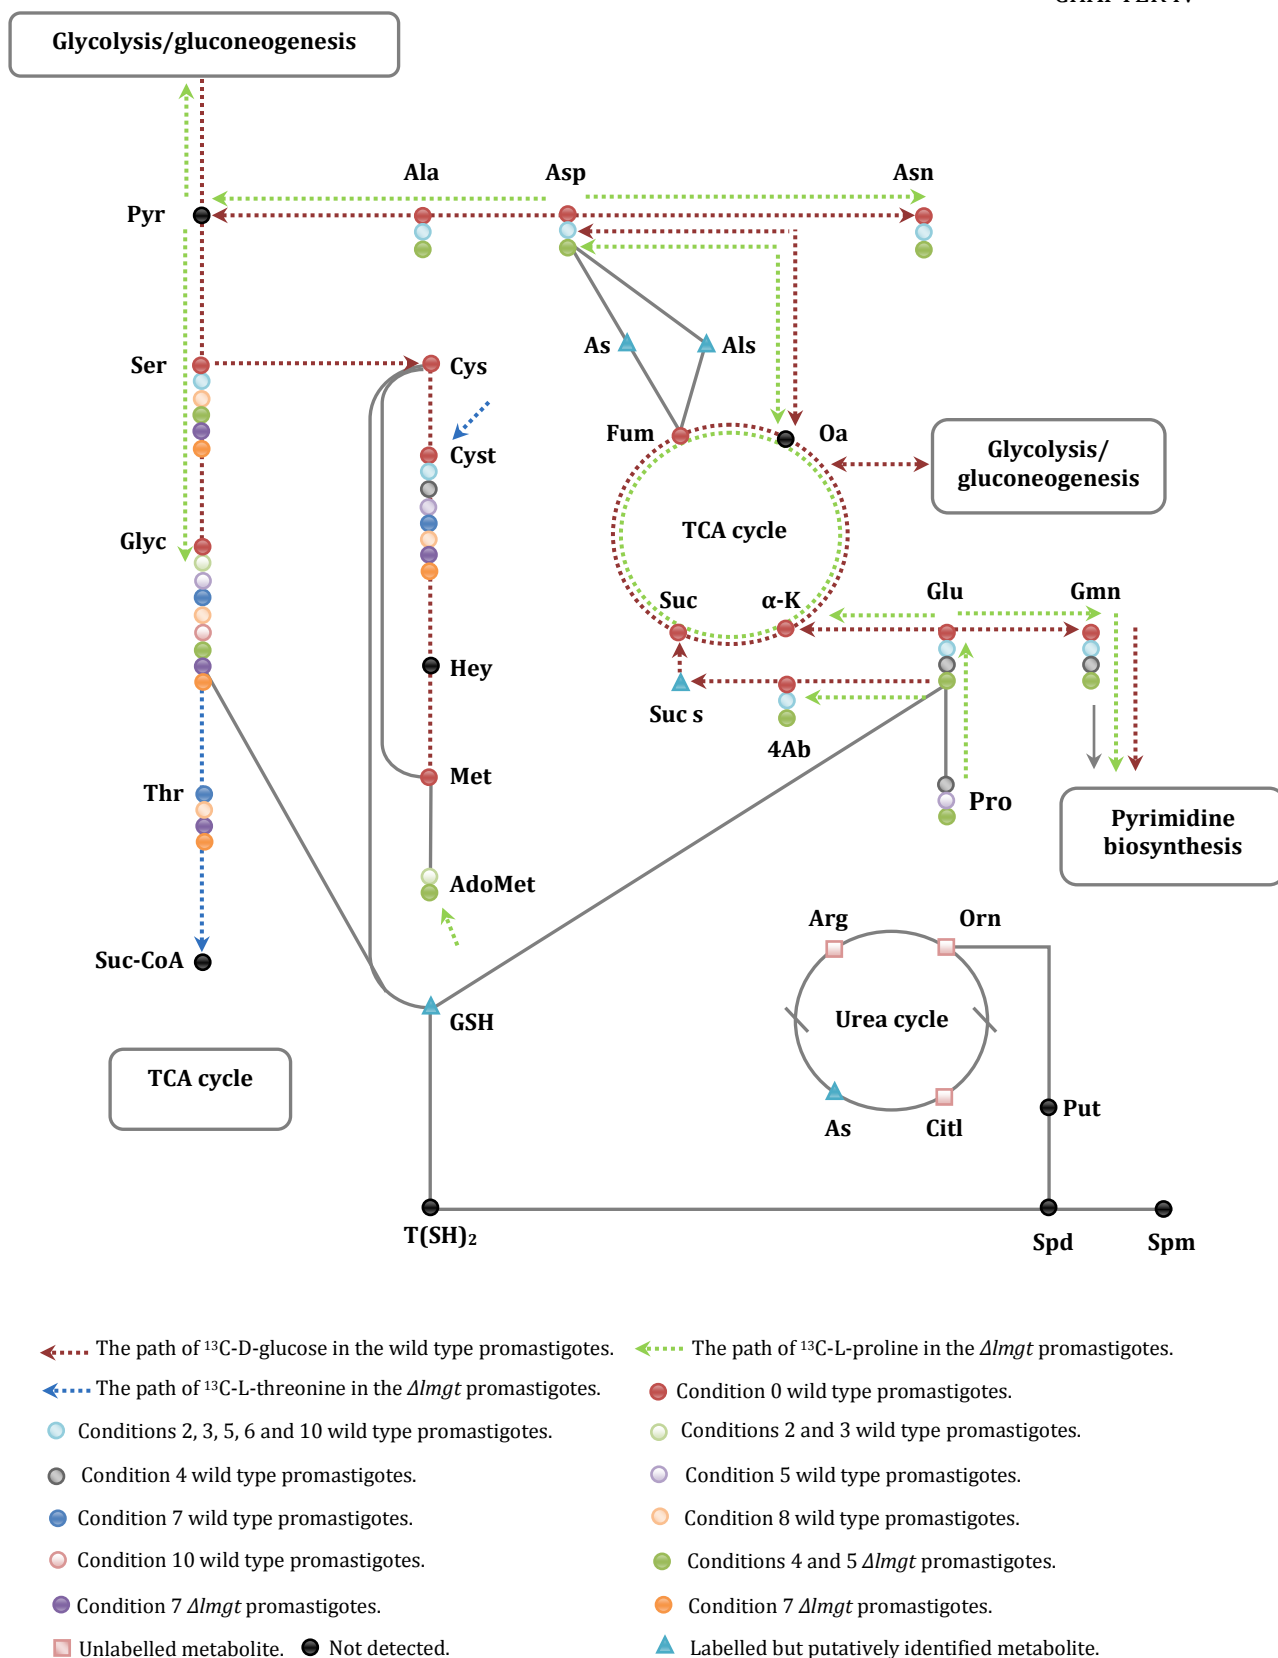 Glycolysis/gluconeogenesis
Ala
Asp
Asn
Pyr
As
Als
Ser
Cys
Fum
Oa
Glycolysis/
gluconeogenesis
Cyst
TCA cycle
Glyc
Suc
α-K
Glu
Gmn
Hey
Suc s
4Ab
Met
Thr
Pro
Pyrimidine
biosynthesis
AdoMet
Arg
Orn
Suc-CoA
GSH
Urea cycle
TCA cycle
As
Citl
Put
T(SH)₂
Spd
Spm
The path of ¹³C-D-glucose in the wild type promastigotes.
The path of ¹³C-L-proline in the Δlmgt promastigotes.
The path of ¹³C-L-threonine in the Δlmgt promastigotes.
Condition 0 wild type promastigotes.
Conditions 2, 3, 5, 6 and 10 wild type promastigotes.
Conditions 2 and 3 wild type promastigotes.
Condition 4 wild type promastigotes.
Condition 5 wild type promastigotes.
Condition 7 wild type promastigotes.
Condition 8 wild type promastigotes.
Condition 10 wild type promastigotes.
Conditions 4 and 5 Δlmgt promastigotes.
Condition 7 Δlmgt promastigotes.
Condition 7 Δlmgt promastigotes.
Unlabelled metabolite.
Not detected.
Labelled but putatively identified metabolite.